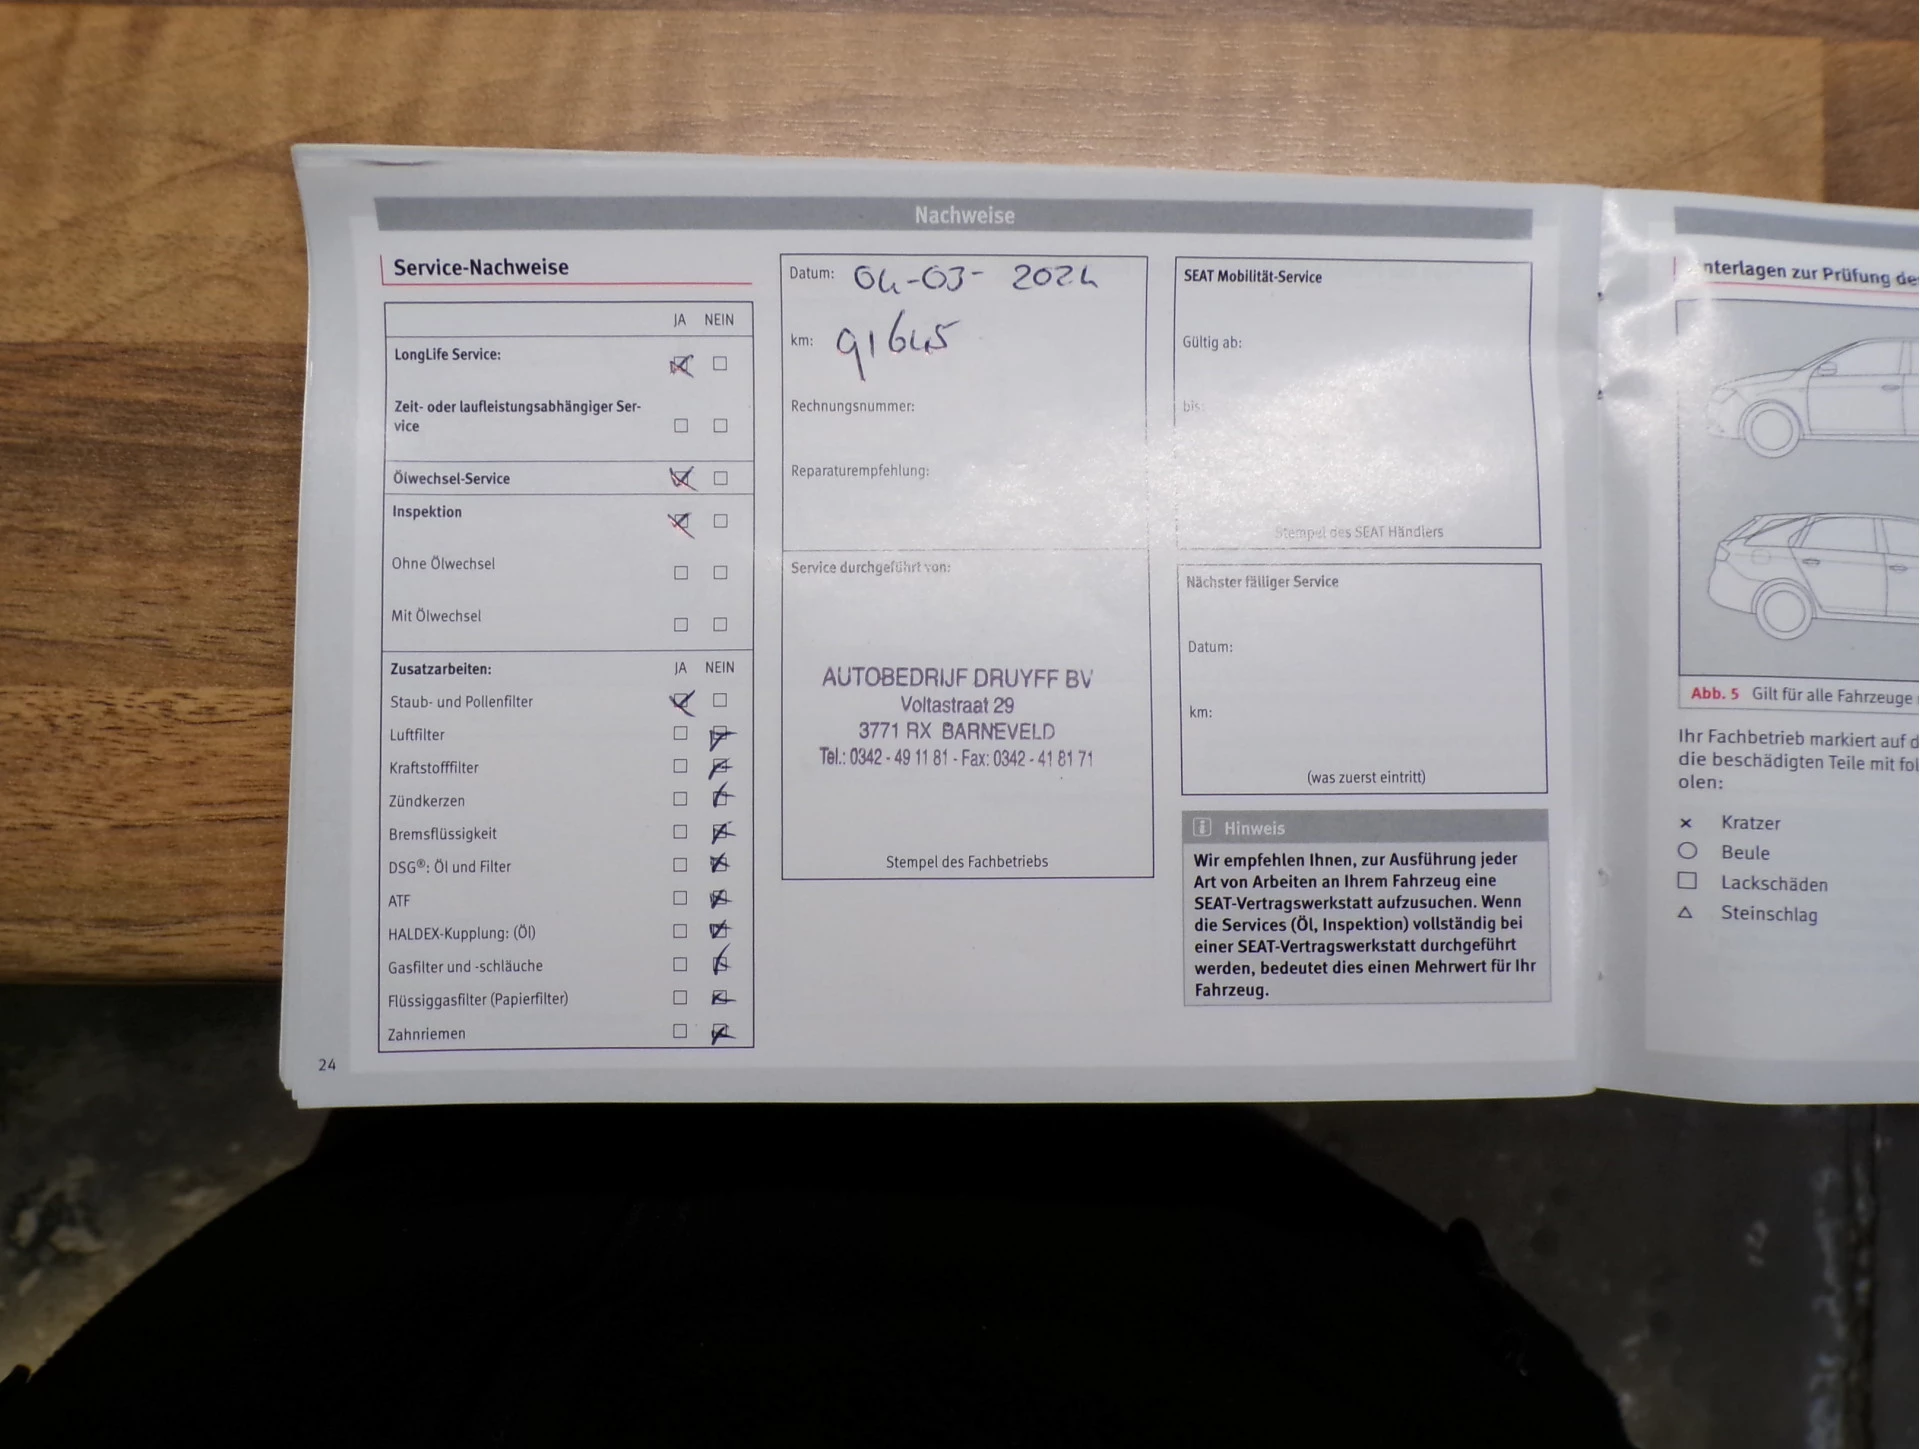 Nachweise
Service-Nachweise
JA NEIN
LongLife Service:
Zeit- oder laufleistungsabhängiger Ser-
vice
Ölwechsel-Service
Inspektion
Ohne Ölwechsel
Mit Ölwechsel
Zusatzarbeiten: JA NEIN
Staub- und Pollenfilter
Luftfilter
Kraftstofffilter
Zündkerzen
Bremsflüssigkeit
DSG®: Öl und Filter
ATF
HALDEX-Kupplung: (Öl)
Gasfilter und -schläuche
Flüssiggasfilter (Papierfilter)
Zahnriemen
24
Datum: 04-03-2024
km: 91645
Rechnungsnummer:
Reparaturempfehlung:
Service durchgeführt von:
AUTOBEDRIJF DRUYFF BV
Voltastraat 29
3771 RX BARNEVELD
Tel.: 0342 - 49 11 81 - Fax: 0342 - 41 81 71
Stempel des Fachbetriebs
SEAT Mobilität-Service
Gültig ab:
bis:
Stempel des SEAT Händlers
Nächster fälliger Service
Datum:
km:
(was zuerst eintritt)
i Hinweis
Wir empfehlen Ihnen, zur Ausführung jeder
Art von Arbeiten an Ihrem Fahrzeug eine
SEAT-Vertragswerkstatt aufzusuchen. Wenn
die Services (Öl, Inspektion) vollständig bei
einer SEAT-Vertragswerkstatt durchgeführt
werden, bedeutet dies einen Mehrwert für Ihr
Fahrzeug.
nterlagen zur Prüfung de
Abb. 5 Gilt für alle Fahrzeuge
Ihr Fachbetrieb markiert auf d
die beschädigten Teile mit fol
olen:
× Kratzer
○ Beule
□ Lackschäden
△ Steinschlag